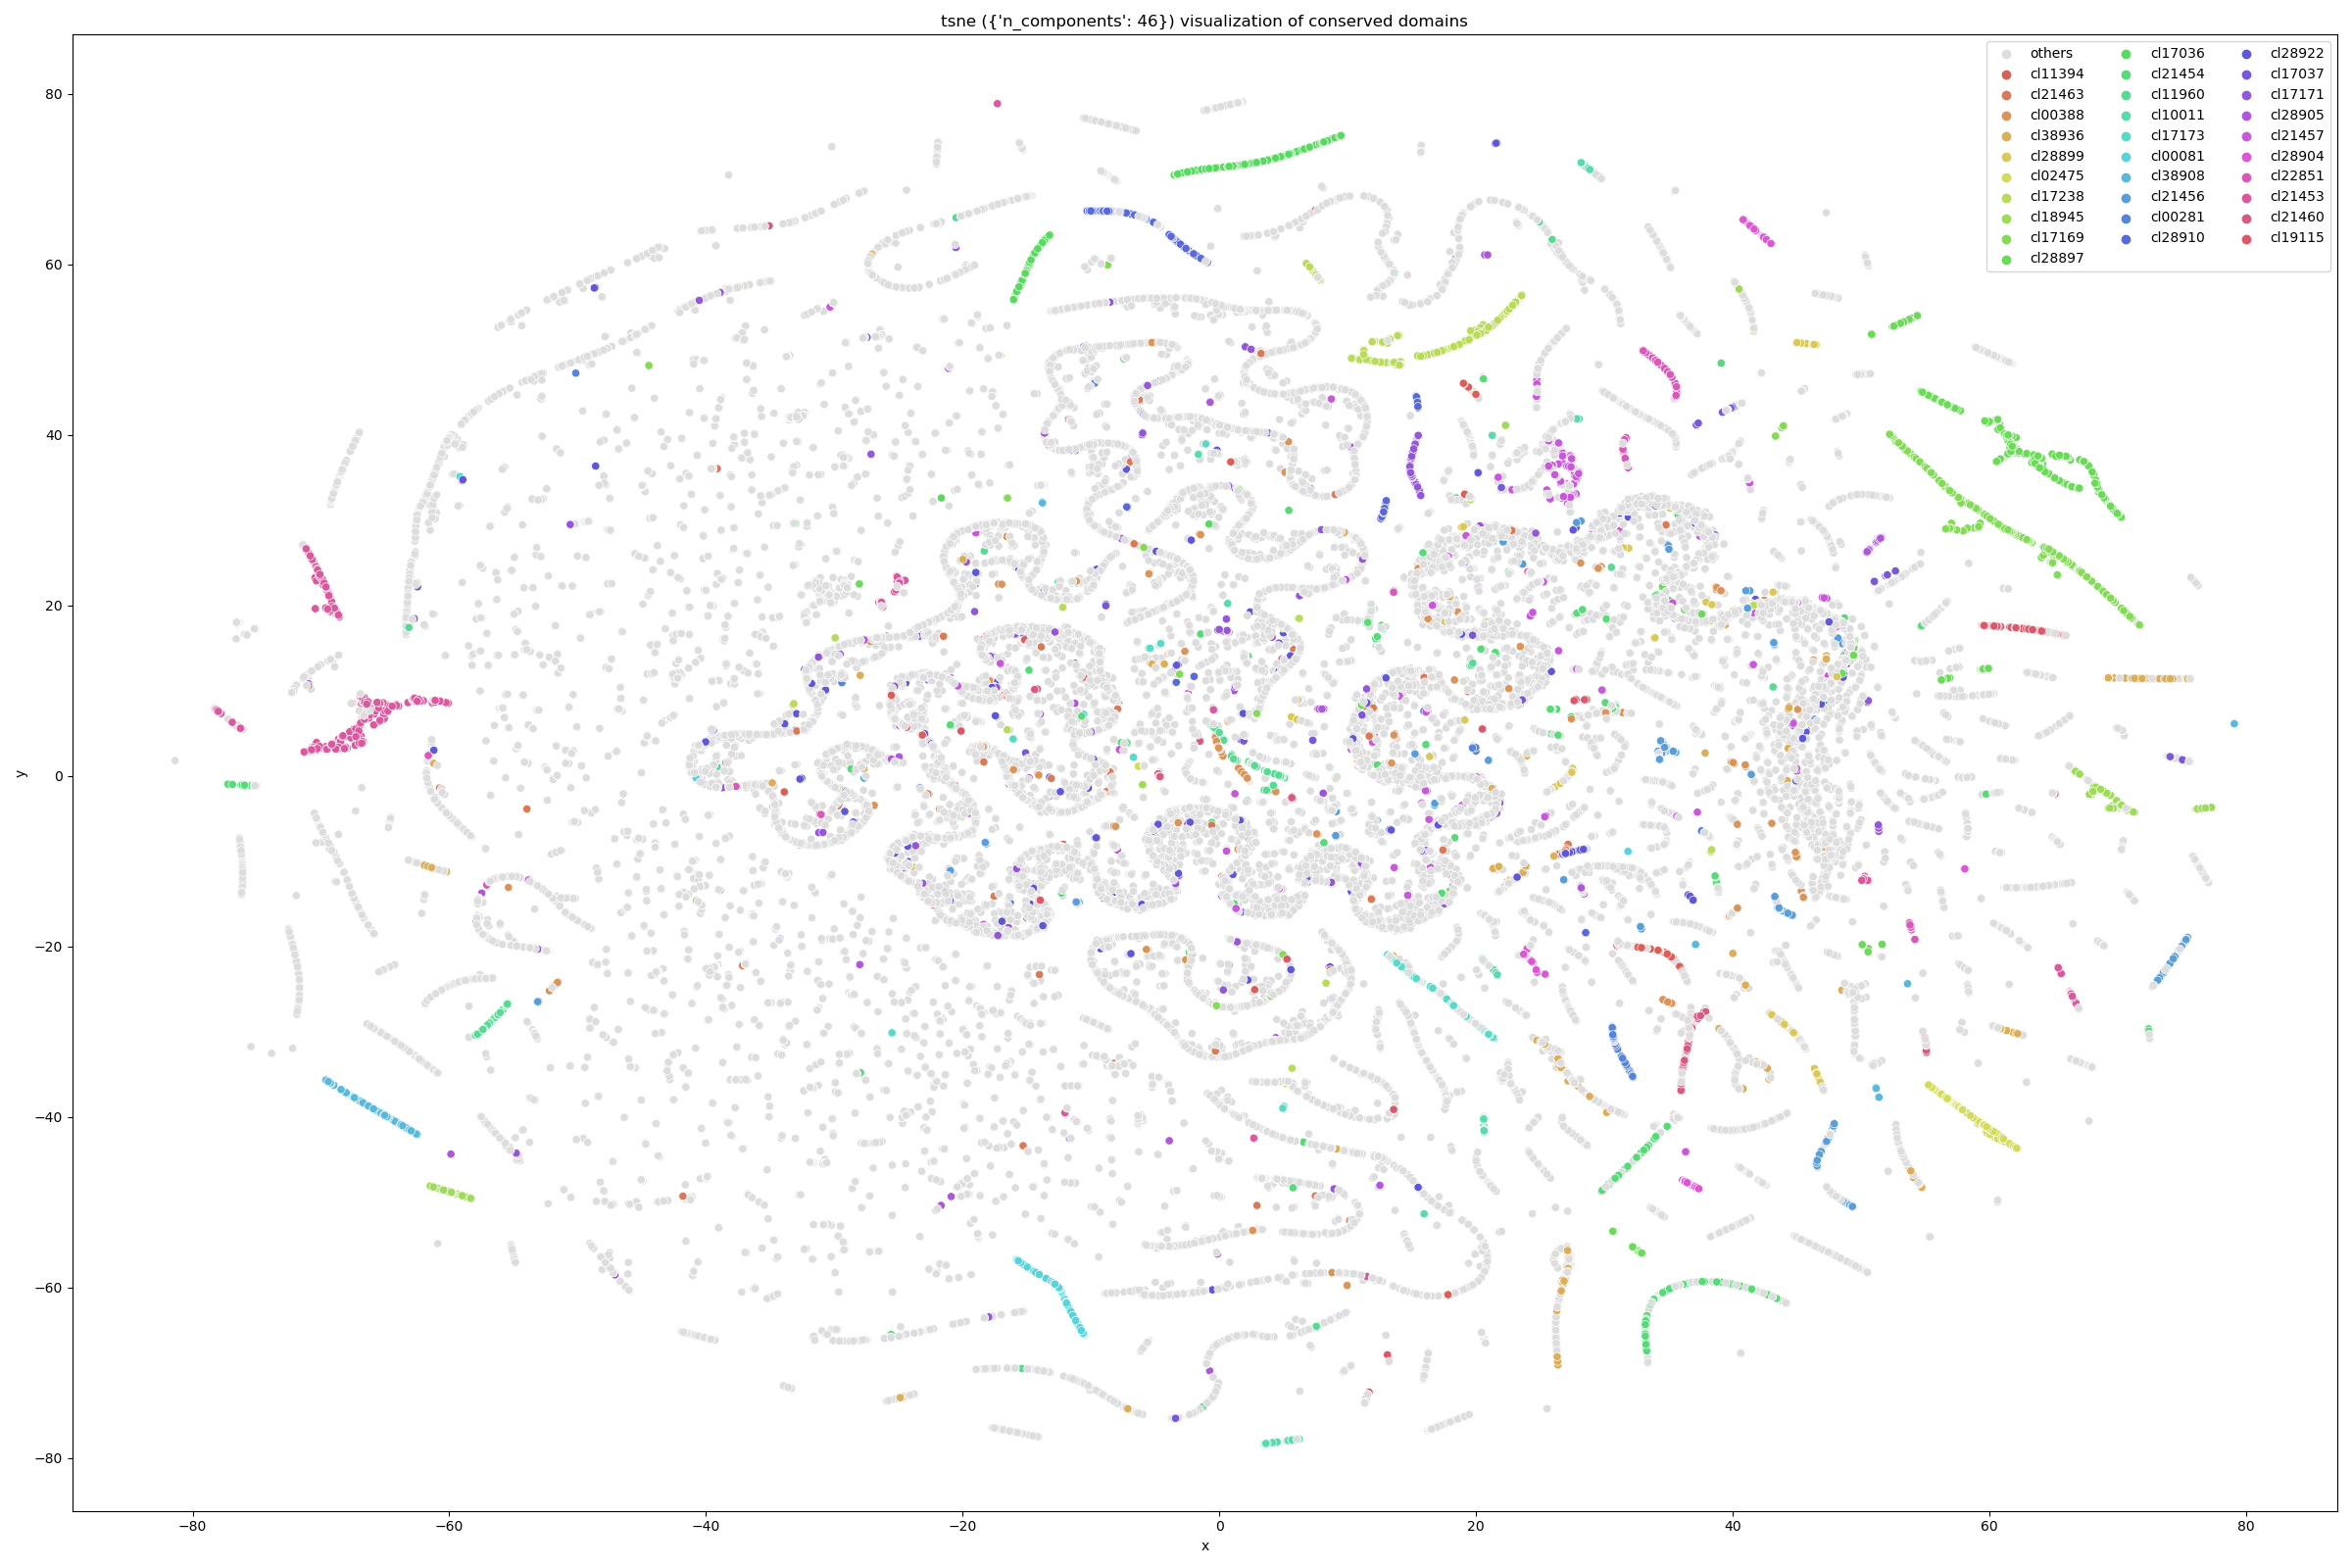 tsne ({'n_components': 46}) visualization of conserved domains
others
cl11394
cl21463
cl00388
cl38936
cl28899
cl02475
cl17238
cl18945
cl17169
cl28897
cl17036
cl21454
cl11960
cl10011
cl17173
cl00081
cl38908
cl21456
cl00281
cl28910
cl28922
cl17037
cl17171
cl28905
cl21457
cl28904
cl22851
cl21453
cl21460
cl19115
80
60
40
20
0
−20
−40
−60
−80
y
−80 −60 −40 −20 0 20 40 60 80
x